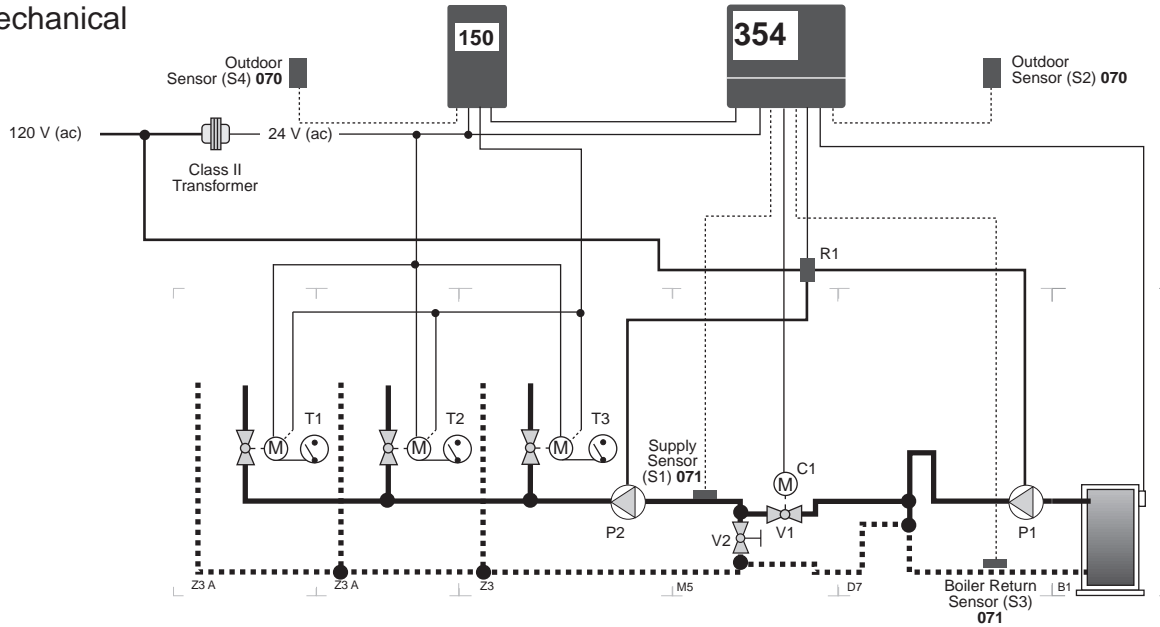 echanical
150
354
Outdoor
Sensor (S4) 070
Outdoor
Sensor (S2) 070
120 V (ac)
24 V (ac)
Class II
Transformer
R1
T1
T2
T3
M
M
M
Supply
Sensor
(S1) 071
C1
M
P2
V2
V1
P1
Z3 A
Z3 A
Z3
M5
D7
Boiler Return
Sensor (S3)
071
B1